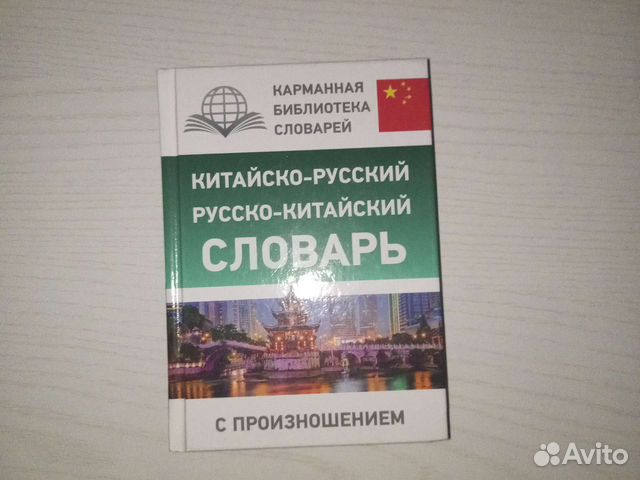 КАРМАННАЯ
БИБЛИОТЕКА
СЛОВАРЕЙ
КИТАЙСКО-РУССКИЙ
РУССКО-КИТАЙСКИЙ
СЛОВАРЬ
С ПРОИЗНОШЕНИЕМ
Avito